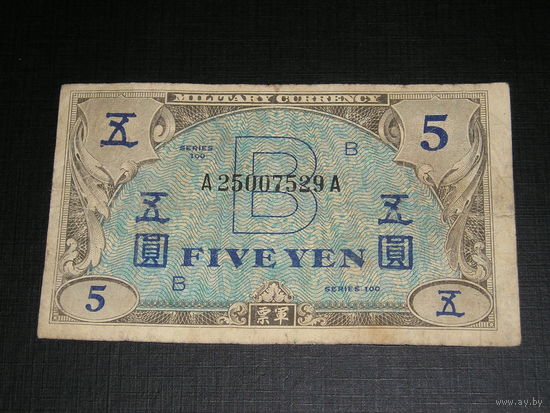 MILITARY CURRENCY
五 5
SERIES 100 B B
A25007529A
五 五
圓 圓
FIVE YEN
5 B SERIES 100 五
票軍
www.ay.by